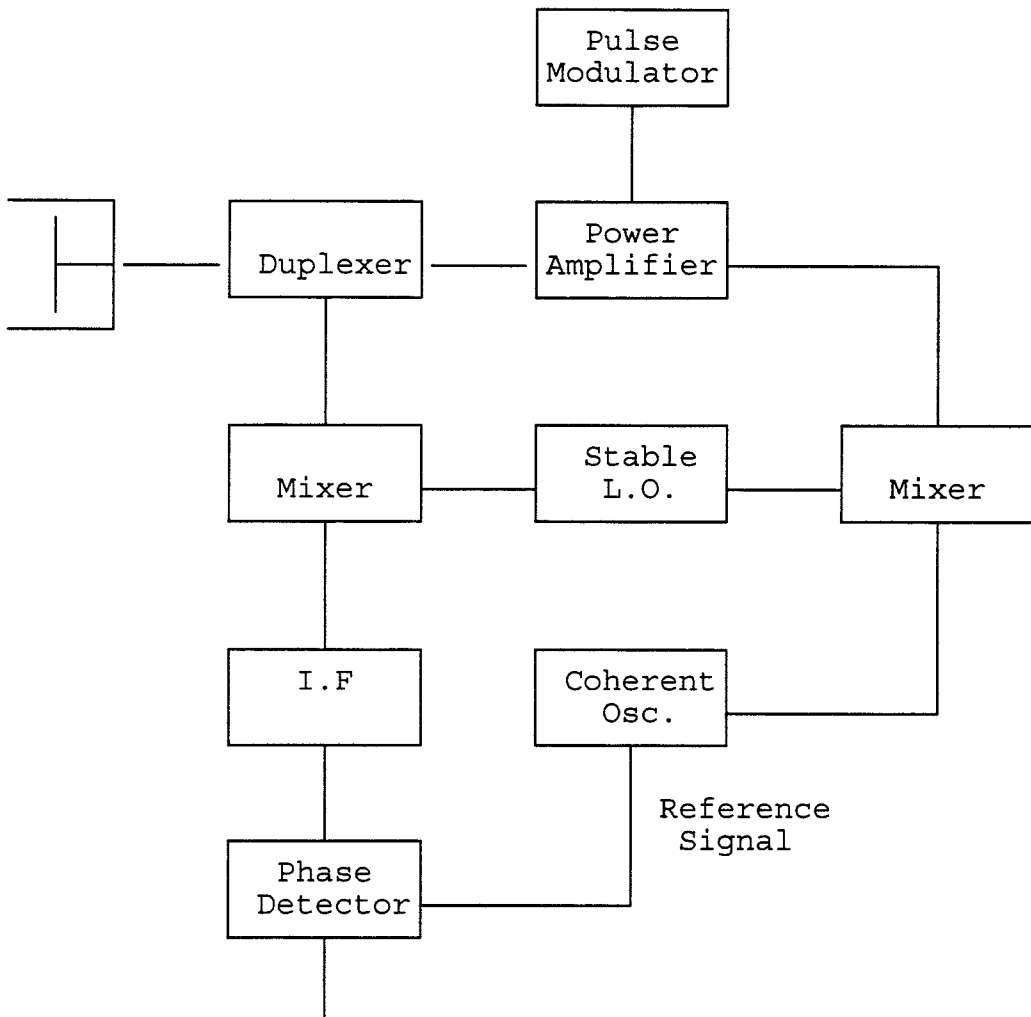 Pulse
Modulator
Power
Amplifier
Duplexer
Stable
L.O.
Mixer
Mixer
I.F
Coherent
Osc.
Reference
Signal
Phase
Detector